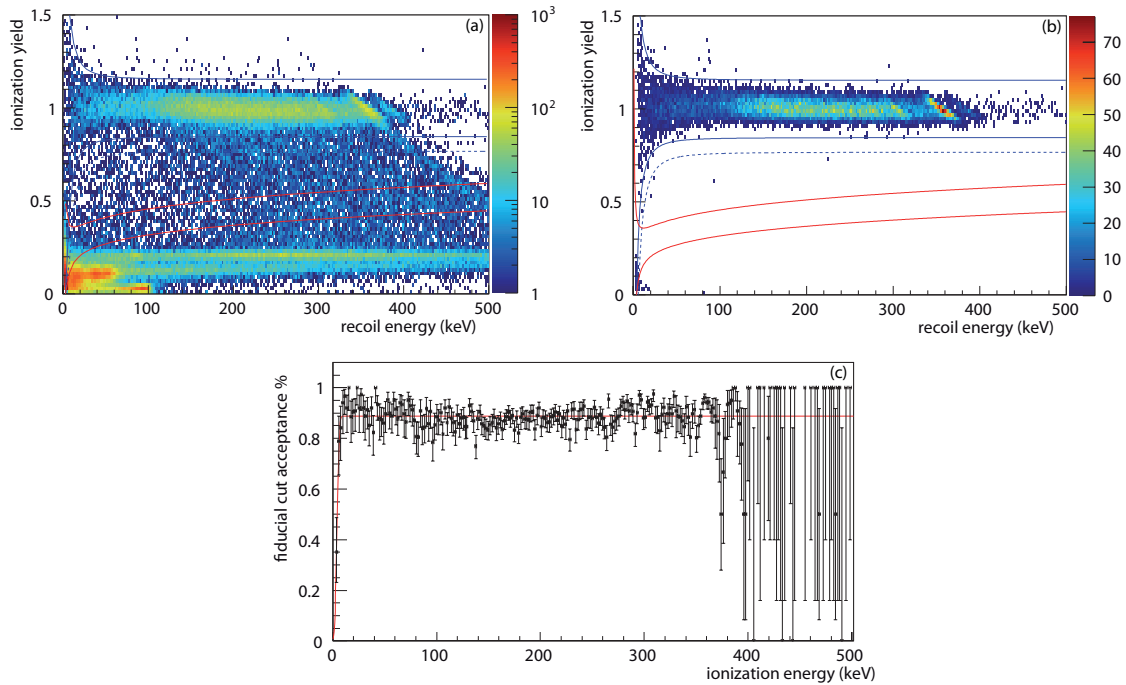 1.5
1
0.5
0
ionization yield
(a)
0 100 200 300 400 500
recoil energy (keV)
10³
10²
10
1
1.5
1
0.5
0
ionization yield
(b)
0 100 200 300 400 500
recoil energy (keV)
70
60
50
40
30
20
10
0
1
0.8
0.6
0.4
0.2
0
fiducial cut acceptance %
(c)
0 100 200 300 400 500
ionization energy (keV)